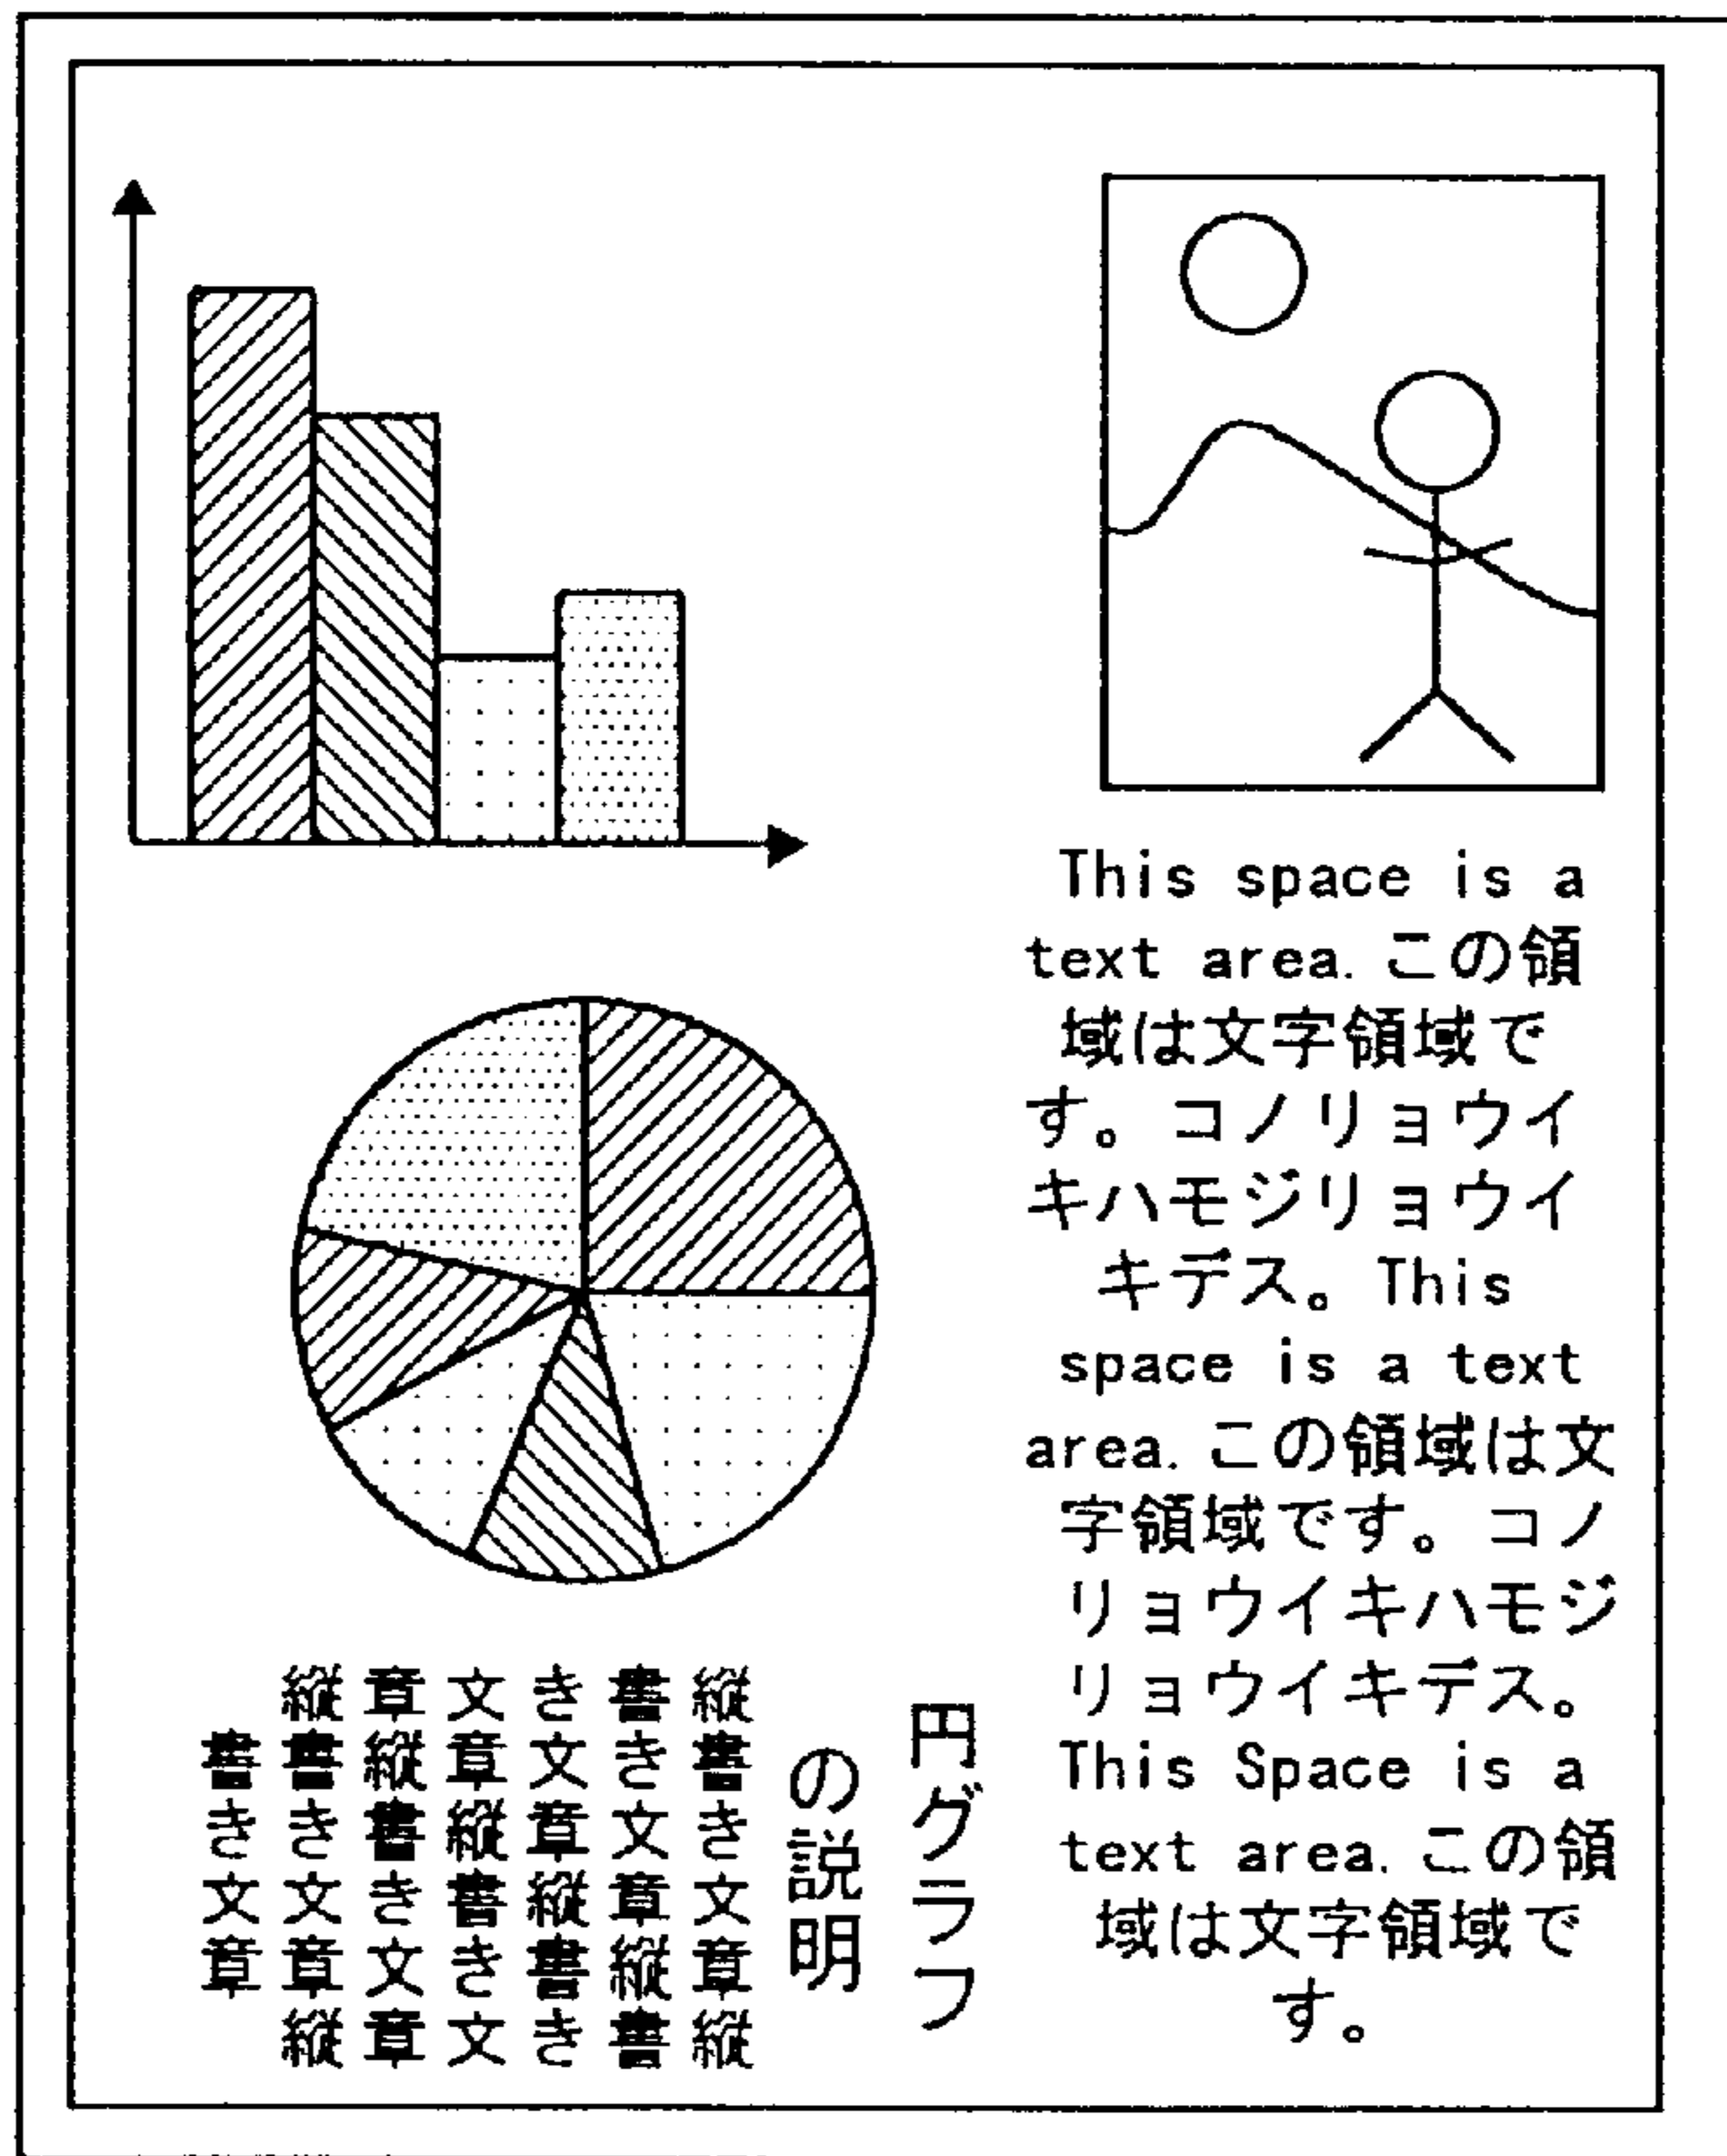 This space is a
text area.この領
域は文字領域で
す。コノリョウイ
キハモジリョウイ
キデス。This
space is a text
area.この領域は文
字領域です。コノ
リョウイキハモジ
リョウイキデス。
This Space is a
text area.この領
域は文字領域で
す。
円グラフ
の説明
縦書き文章縦
書き文章縦書
き文章縦書き
文章縦書き文
章縦書き文章
縦書き文章縦
書き文章